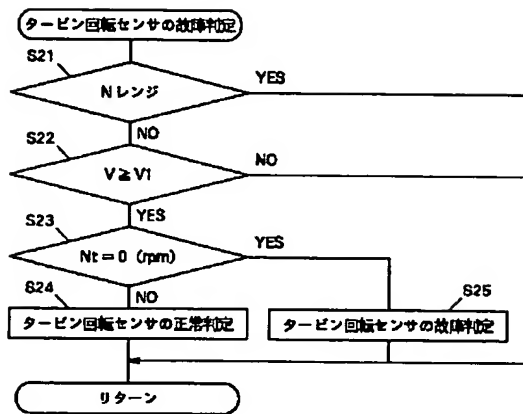 タービン回転センサの故障判定
S21
Nレンジ
YES
NO
S22
V≧V1
NO
YES
S23
Nt=0 (rpm)
YES
NO
S24
タービン回転センサの正常判定
S25
タービン回転センサの故障判定
リターン